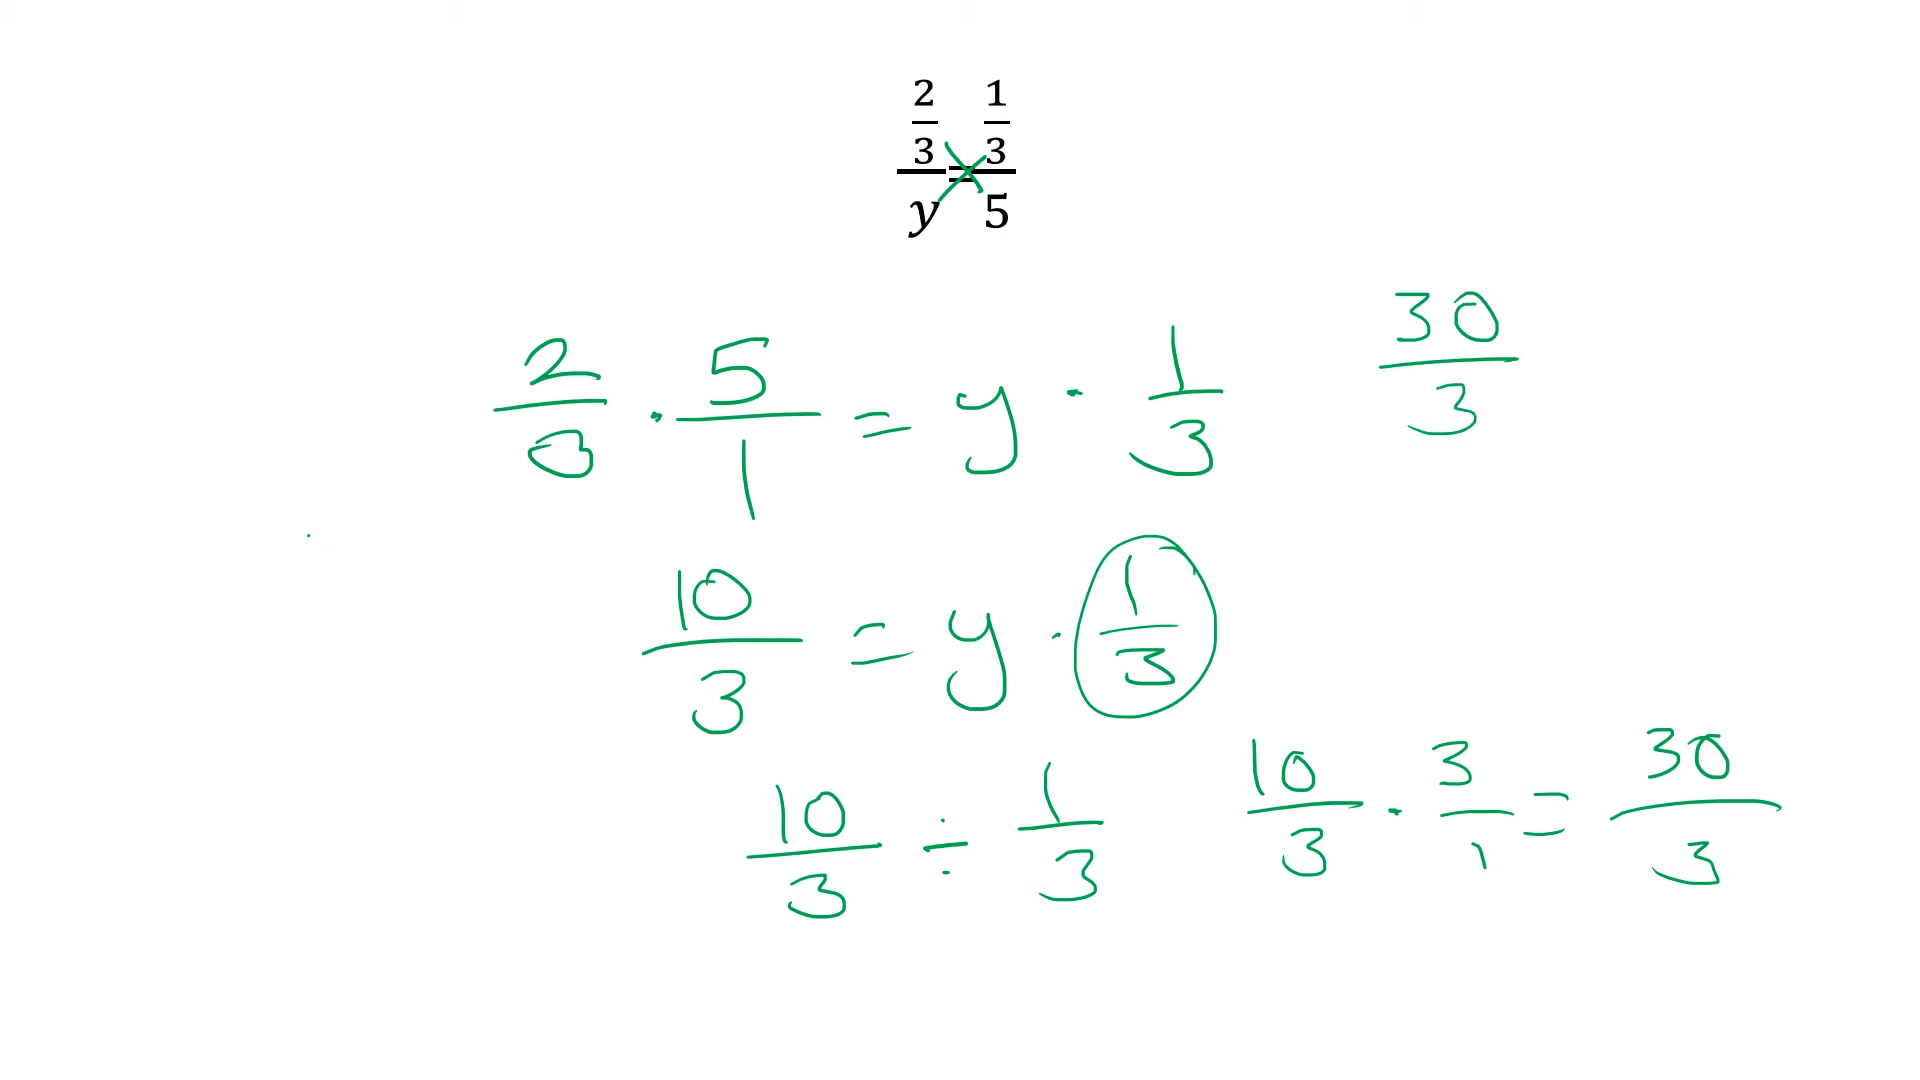 2/3 / y = 1/3 / 5
2/3 · 5/1 = y · 1/3
30/3
10/3 = y · 1/3
10/3 ÷ 1/3
10/3 · 3/1 = 30/3